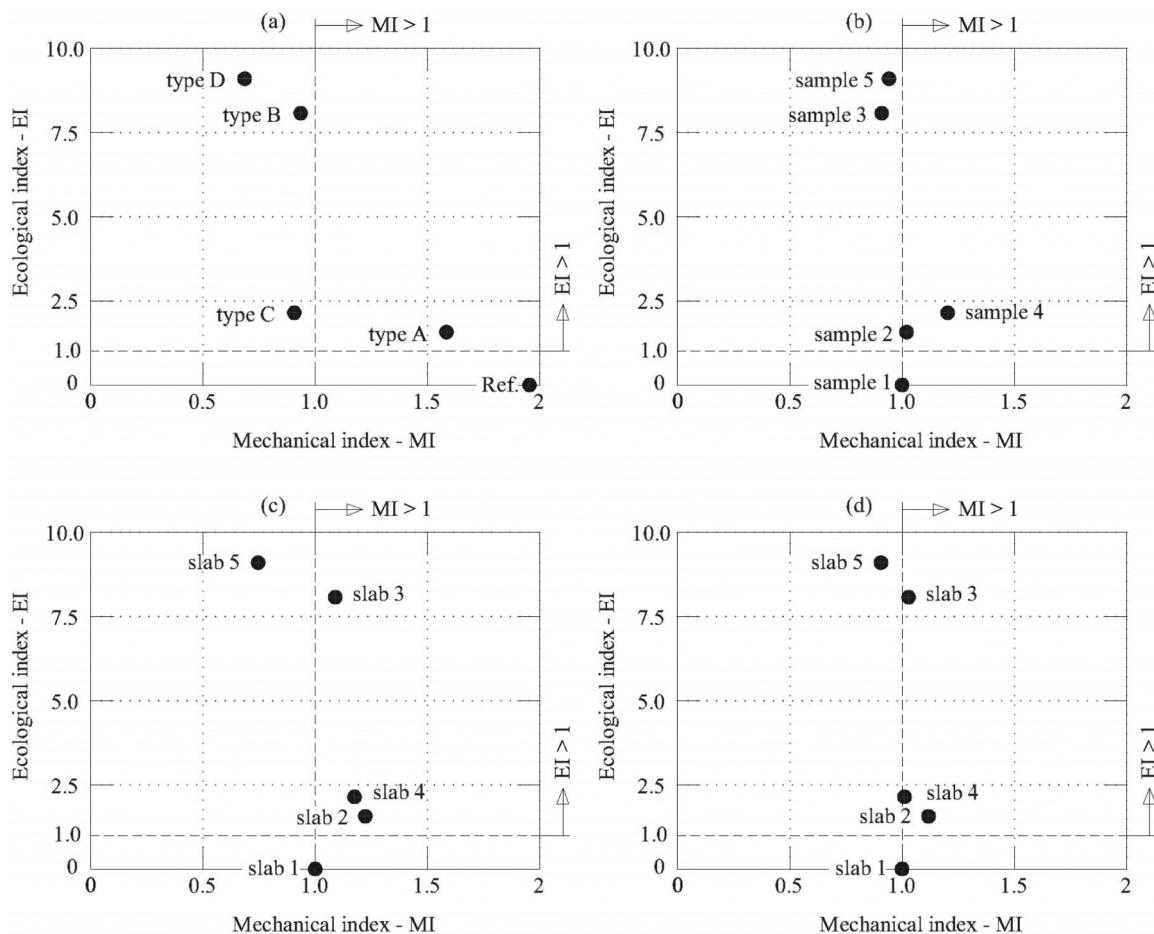 (a)
MI > 1
10.0
7.5
5.0
2.5
1.0
0
Ecological index - EI
type D
type B
type C
type A
Ref.
EI > 1
0
0.5
1.0
1.5
2
Mechanical index - MI
(b)
MI > 1
10.0
7.5
5.0
2.5
1.0
0
Ecological index - EI
sample 5
sample 3
sample 4
sample 2
sample 1
EI > 1
0
0.5
1.0
1.5
2
Mechanical index - MI
(c)
MI > 1
10.0
7.5
5.0
2.5
1.0
0
Ecological index - EI
slab 5
slab 3
slab 4
slab 2
slab 1
EI > 1
0
0.5
1.0
1.5
2
Mechanical index - MI
(d)
MI > 1
10.0
7.5
5.0
2.5
1.0
0
Ecological index - EI
slab 5
slab 3
slab 4
slab 2
slab 1
EI > 1
0
0.5
1.0
1.5
2
Mechanical index - MI